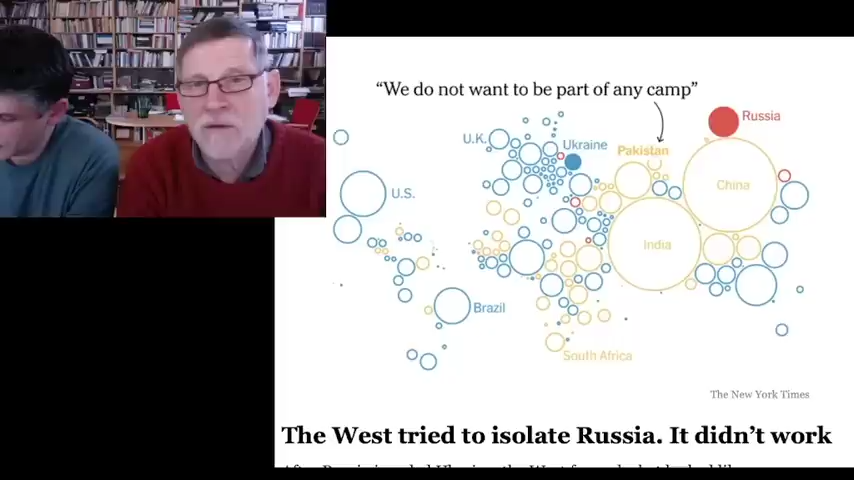 “We do not want to be part of any camp”
Russia
U.K.
Ukraine
Pakistan
China
U.S.
India
Brazil
South Africa
The New York Times
The West tried to isolate Russia. It didn’t work